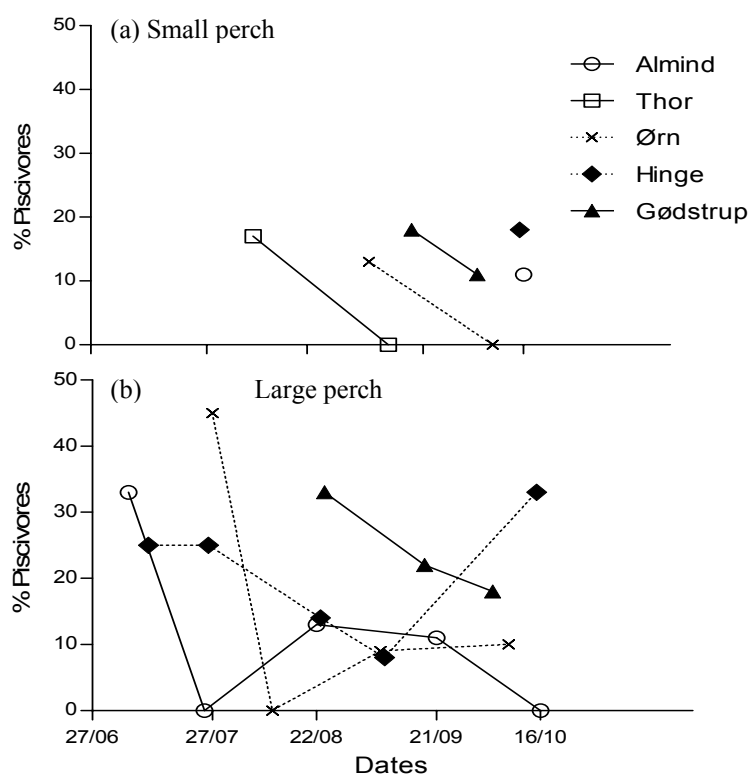 (a) Small perch
50
40
30
20
10
0
% Piscivores
Almind
Thor
Ørn
Hinge
Gødstrup
(b) Large perch
50
40
30
20
10
0
% Piscivores
27/06 27/07 22/08 21/09 16/10
Dates